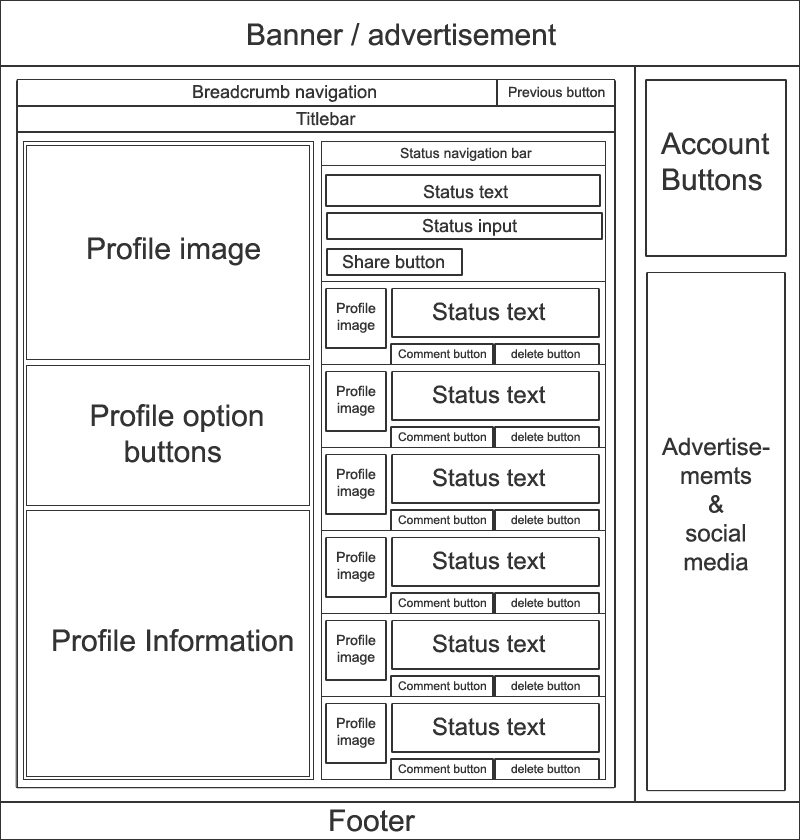 Banner / advertisement
Breadcrumb navigation
Previous button
Titlebar
Profile image
Profile option
buttons
Profile Information
Status navigation bar
Status text
Status input
Share button
Profile
image
Status text
Comment button
delete button
Profile
image
Status text
Comment button
delete button
Profile
image
Status text
Comment button
delete button
Profile
image
Status text
Comment button
delete button
Profile
image
Status text
Comment button
delete button
Profile
image
Status text
Comment button
delete button
Account
Buttons
Advertise-
memts
&
social
media
Footer